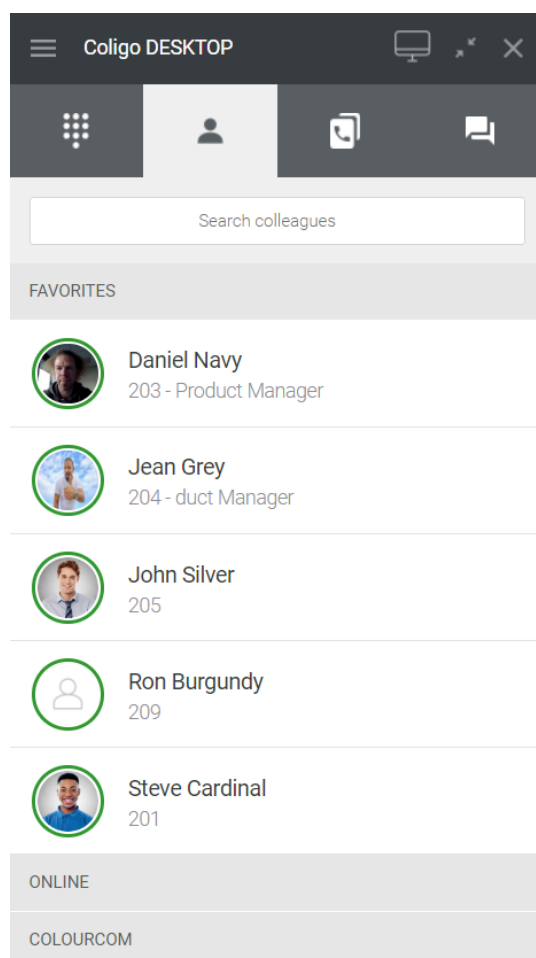 Coligo DESKTOP
Search colleagues
FAVORITES
Daniel Navy
203 - Product Manager
Jean Grey
204 - duct Manager
John Silver
205
Ron Burgundy
209
Steve Cardinal
201
ONLINE
COLOURCOM